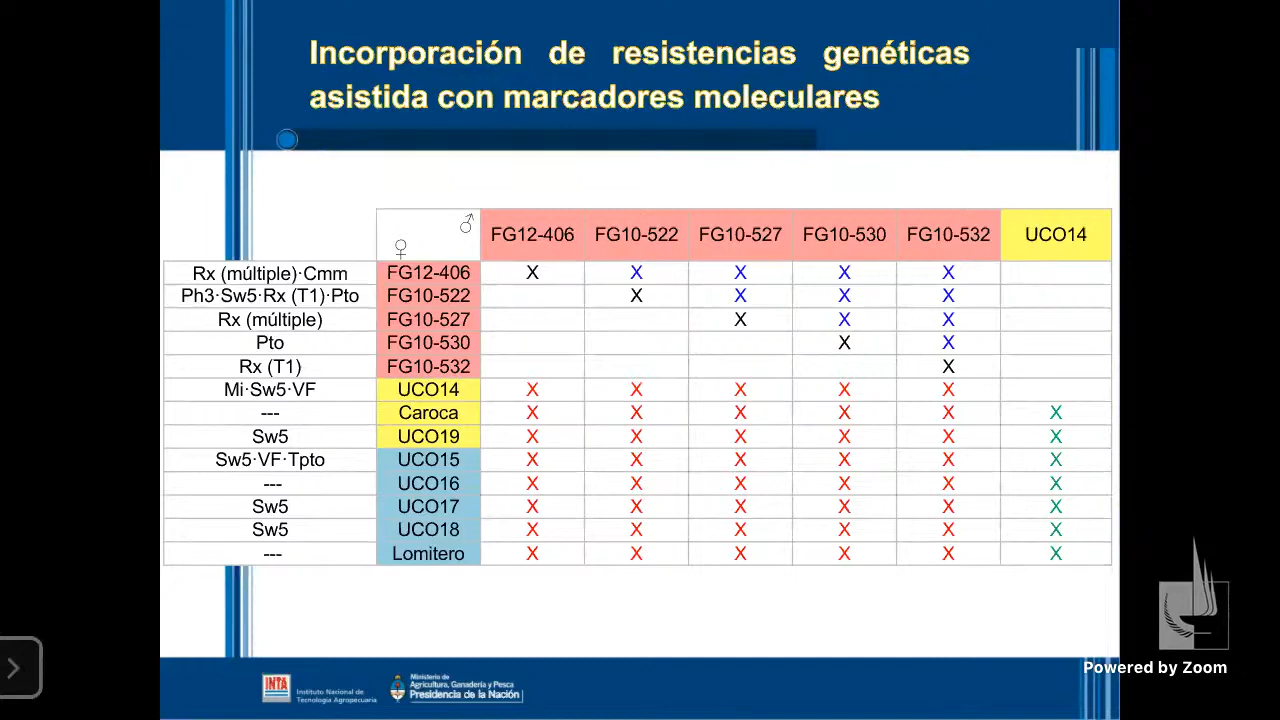 Incorporación de resistencias genéticas
asistida con marcadores moleculares
♂
♀
FG12-406 FG10-522 FG10-527 FG10-530 FG10-532 UCO14
Rx (múltiple)·Cmm FG12-406 X X X X X
Ph3·Sw5·Rx (T1)·Pto FG10-522 X X X X
Rx (múltiple) FG10-527 X X X
Pto FG10-530 X X
Rx (T1) FG10-532 X
Mi·Sw5·VF UCO14 X X X X X
--- Caroca X X X X X X
Sw5 UCO19 X X X X X X
Sw5·VF·Tpto UCO15 X X X X X X
--- UCO16 X X X X X X
Sw5 UCO17 X X X X X X
Sw5 UCO18 X X X X X X
--- Lomitero X X X X X X
INTA
Instituto Nacional de
Tecnología Agropecuaria
Ministerio de
Agricultura, Ganadería y Pesca
Presidencia de la Nación
Powered by Zoom